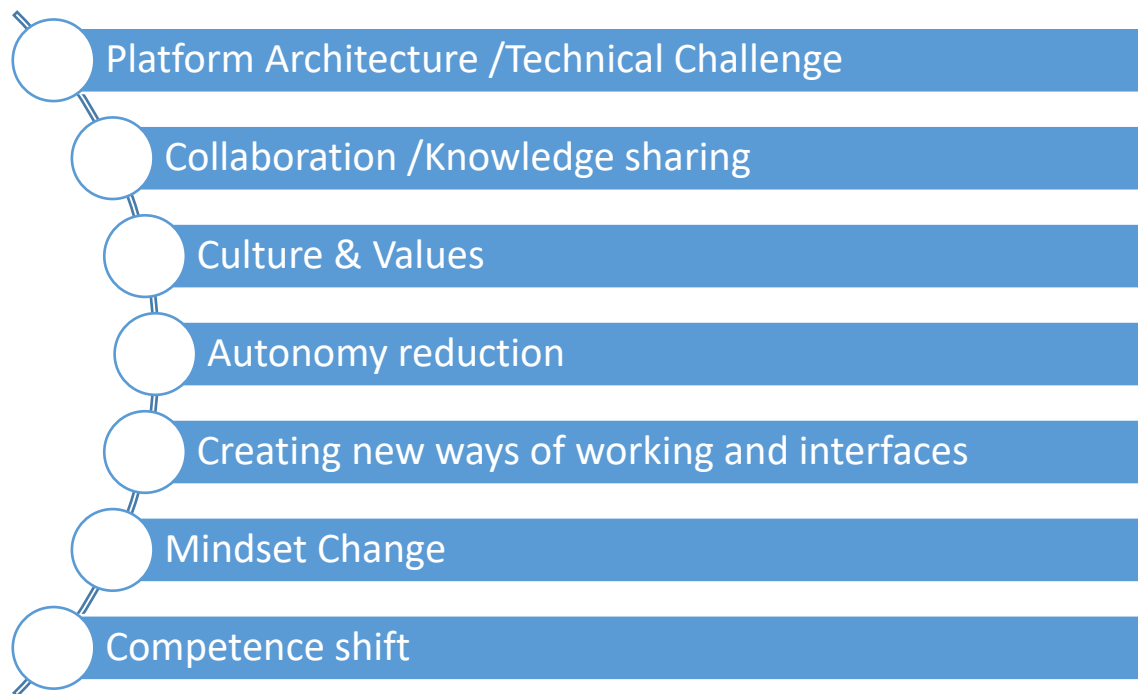 Platform Architecture /Technical Challenge
Collaboration /Knowledge sharing
Culture & Values
Autonomy reduction
Creating new ways of working and interfaces
Mindset Change
Competence shift